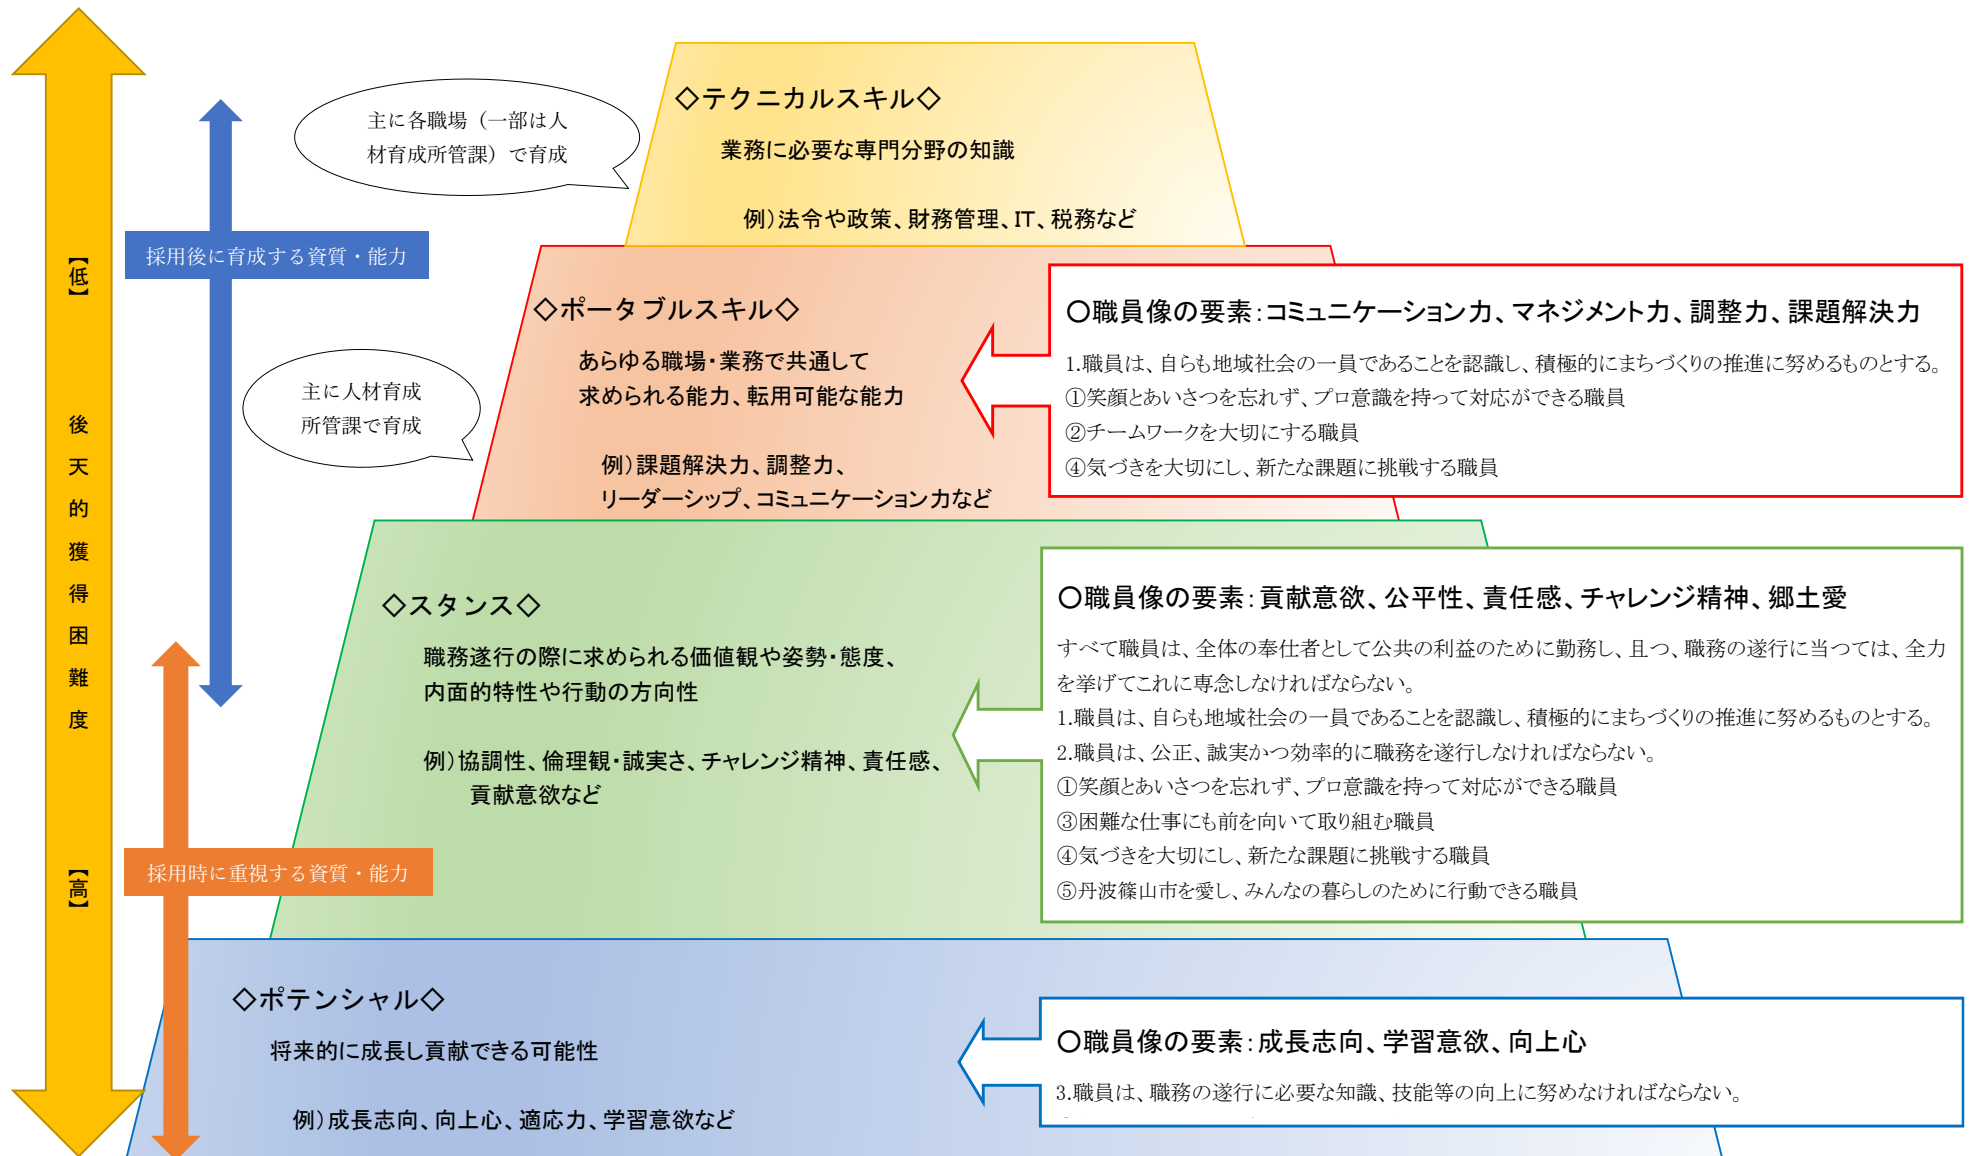 【低】
後天的獲得困難度
【高】
採用後に育成する資質・能力
採用時に重視する資質・能力
主に各職場（一部は人
材育成所管課）で育成
◇テクニカルスキル◇
業務に必要な専門分野の知識
例）法令や政策、財務管理、IT、税務など
主に人材育成
所管課で育成
◇ポータブルスキル◇
あらゆる職場・業務で共通して
求められる能力、転用可能な能力
例）課題解決力、調整力、
リーダーシップ、コミュニケーション力など
〇職員像の要素：コミュニケーション力、マネジメント力、調整力、課題解決力
1.職員は、自らも地域社会の一員であることを認識し、積極的にまちづくりの推進に努めるものとする。
①笑顔とあいさつを忘れず、プロ意識を持って対応ができる職員
②チームワークを大切にする職員
④気づきを大切にし、新たな課題に挑戦する職員
◇スタンス◇
職務遂行の際に求められる価値観や姿勢・態度、
内面的特性や行動の方向性
例）協調性、倫理観・誠実さ、チャレンジ精神、責任感、
貢献意欲など
〇職員像の要素：貢献意欲、公平性、責任感、チャレンジ精神、郷土愛
すべて職員は、全体の奉仕者として公共の利益のために勤務し、且つ、職務の遂行に当つては、全力
を挙げてこれに専念しなければならない。
1.職員は、自らも地域社会の一員であることを認識し、積極的にまちづくりの推進に努めるものとする。
2.職員は、公正、誠実かつ効率的に職務を遂行しなければならない。
①笑顔とあいさつを忘れず、プロ意識を持って対応ができる職員
③困難な仕事にも前を向いて取り組む職員
④気づきを大切にし、新たな課題に挑戦する職員
⑤丹波篠山市を愛し、みんなの暮らしのために行動できる職員
◇ポテンシャル◇
将来的に成長し貢献できる可能性
例）成長志向、向上心、適応力、学習意欲など
〇職員像の要素：成長志向、学習意欲、向上心
3.職員は、職務の遂行に必要な知識、技能等の向上に努めなければならない。